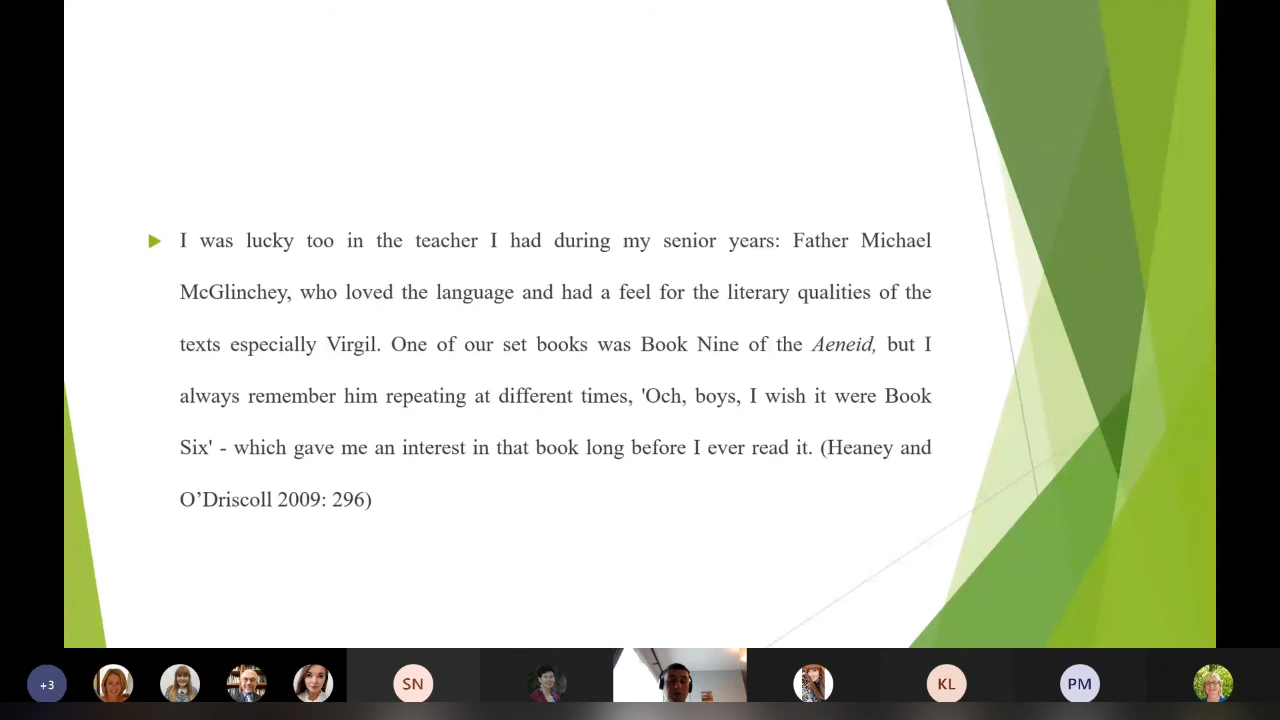 I was lucky too in the teacher I had during my senior years: Father Michael
McGlinchey, who loved the language and had a feel for the literary qualities of the
texts especially Virgil. One of our set books was Book Nine of the Aeneid, but I
always remember him repeating at different times, 'Och, boys, I wish it were Book
Six' - which gave me an interest in that book long before I ever read it. (Heaney and
O’Driscoll 2009: 296)
+3
SN
KL
PM